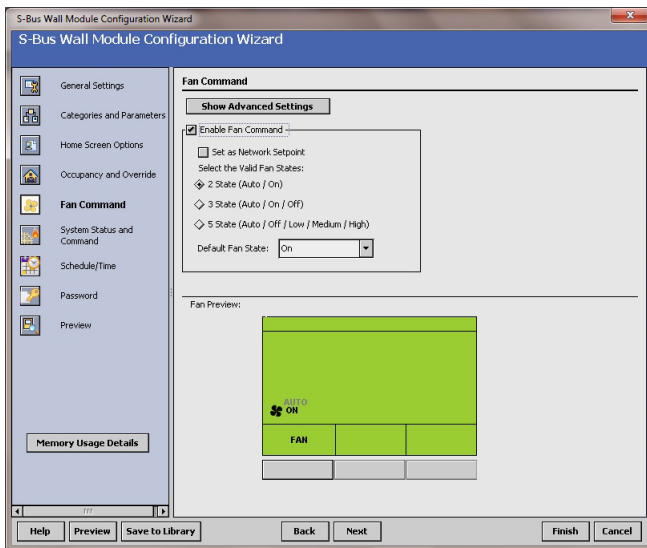 S-Bus Wall Module Configuration Wizard
S-Bus Wall Module Configuration Wizard
General Settings
Categories and Parameters
Home Screen Options
Occupancy and Override
Fan Command
System Status and
Command
Schedule/Time
Password
Preview
Memory Usage Details
Fan Command
Show Advanced Settings
Enable Fan Command
Set as Network Setpoint
Select the Valid Fan States:
2 State (Auto / On)
3 State (Auto / On / Off)
5 State (Auto / Off / Low / Medium / High)
Default Fan State: On
Fan Preview:
AUTO
ON
FAN
Help Preview Save to Library Back Next Finish Cancel